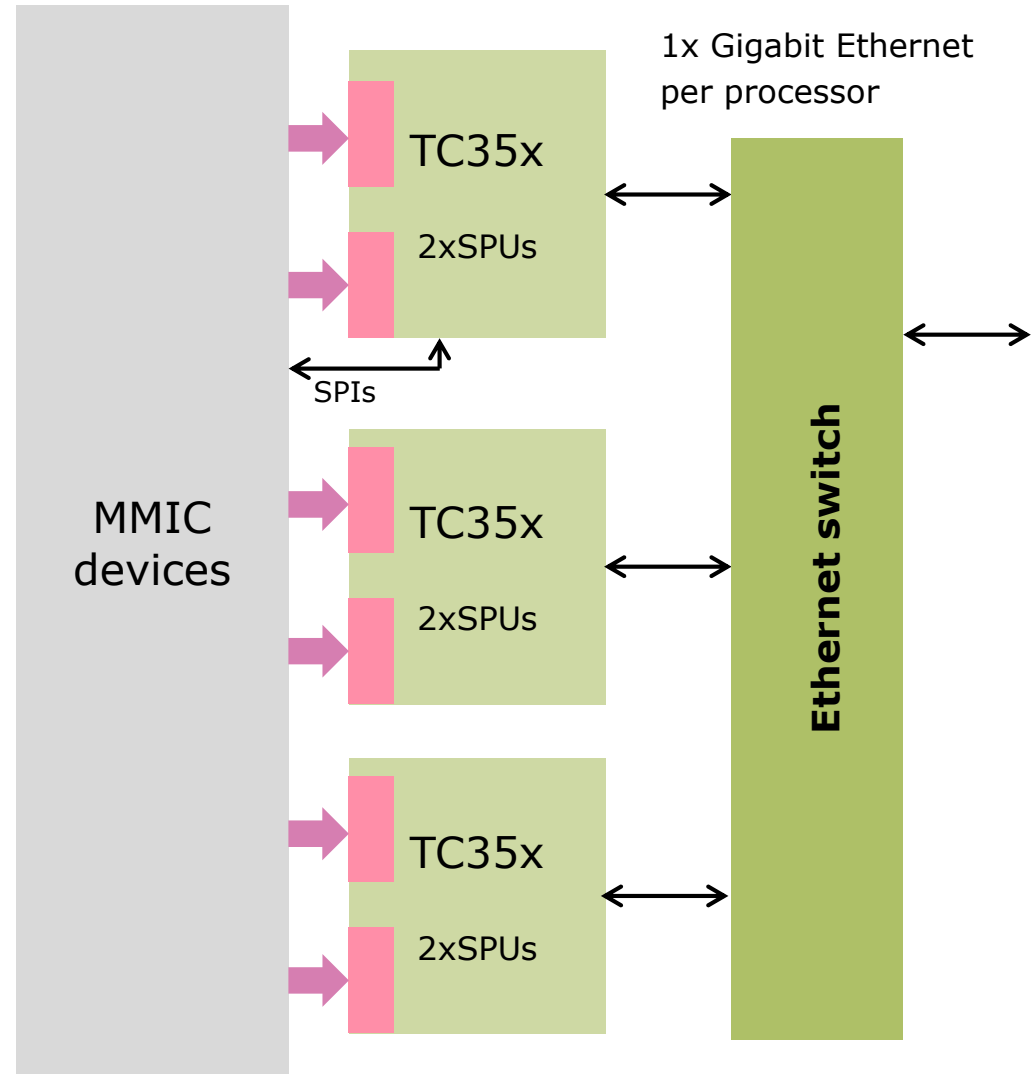 1x Gigabit Ethernet
per processor
TC35x
2xSPUs
SPIs
MMIC
devices
TC35x
2xSPUs
Ethernet switch
TC35x
2xSPUs